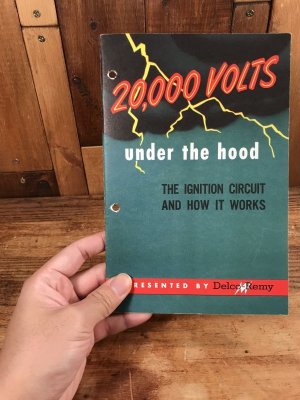 20,000 VOLTS
under the hood
THE IGNITION CIRCUIT
AND HOW IT WORKS
PRESENTED BY Delco Remy